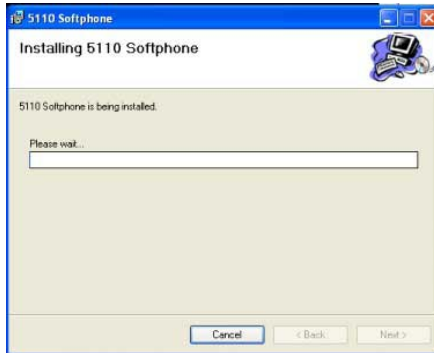 5110 Softphone
Installing 5110 Softphone
5110 Softphone is being installed.
Please wait...
Cancel
< Back
Next >